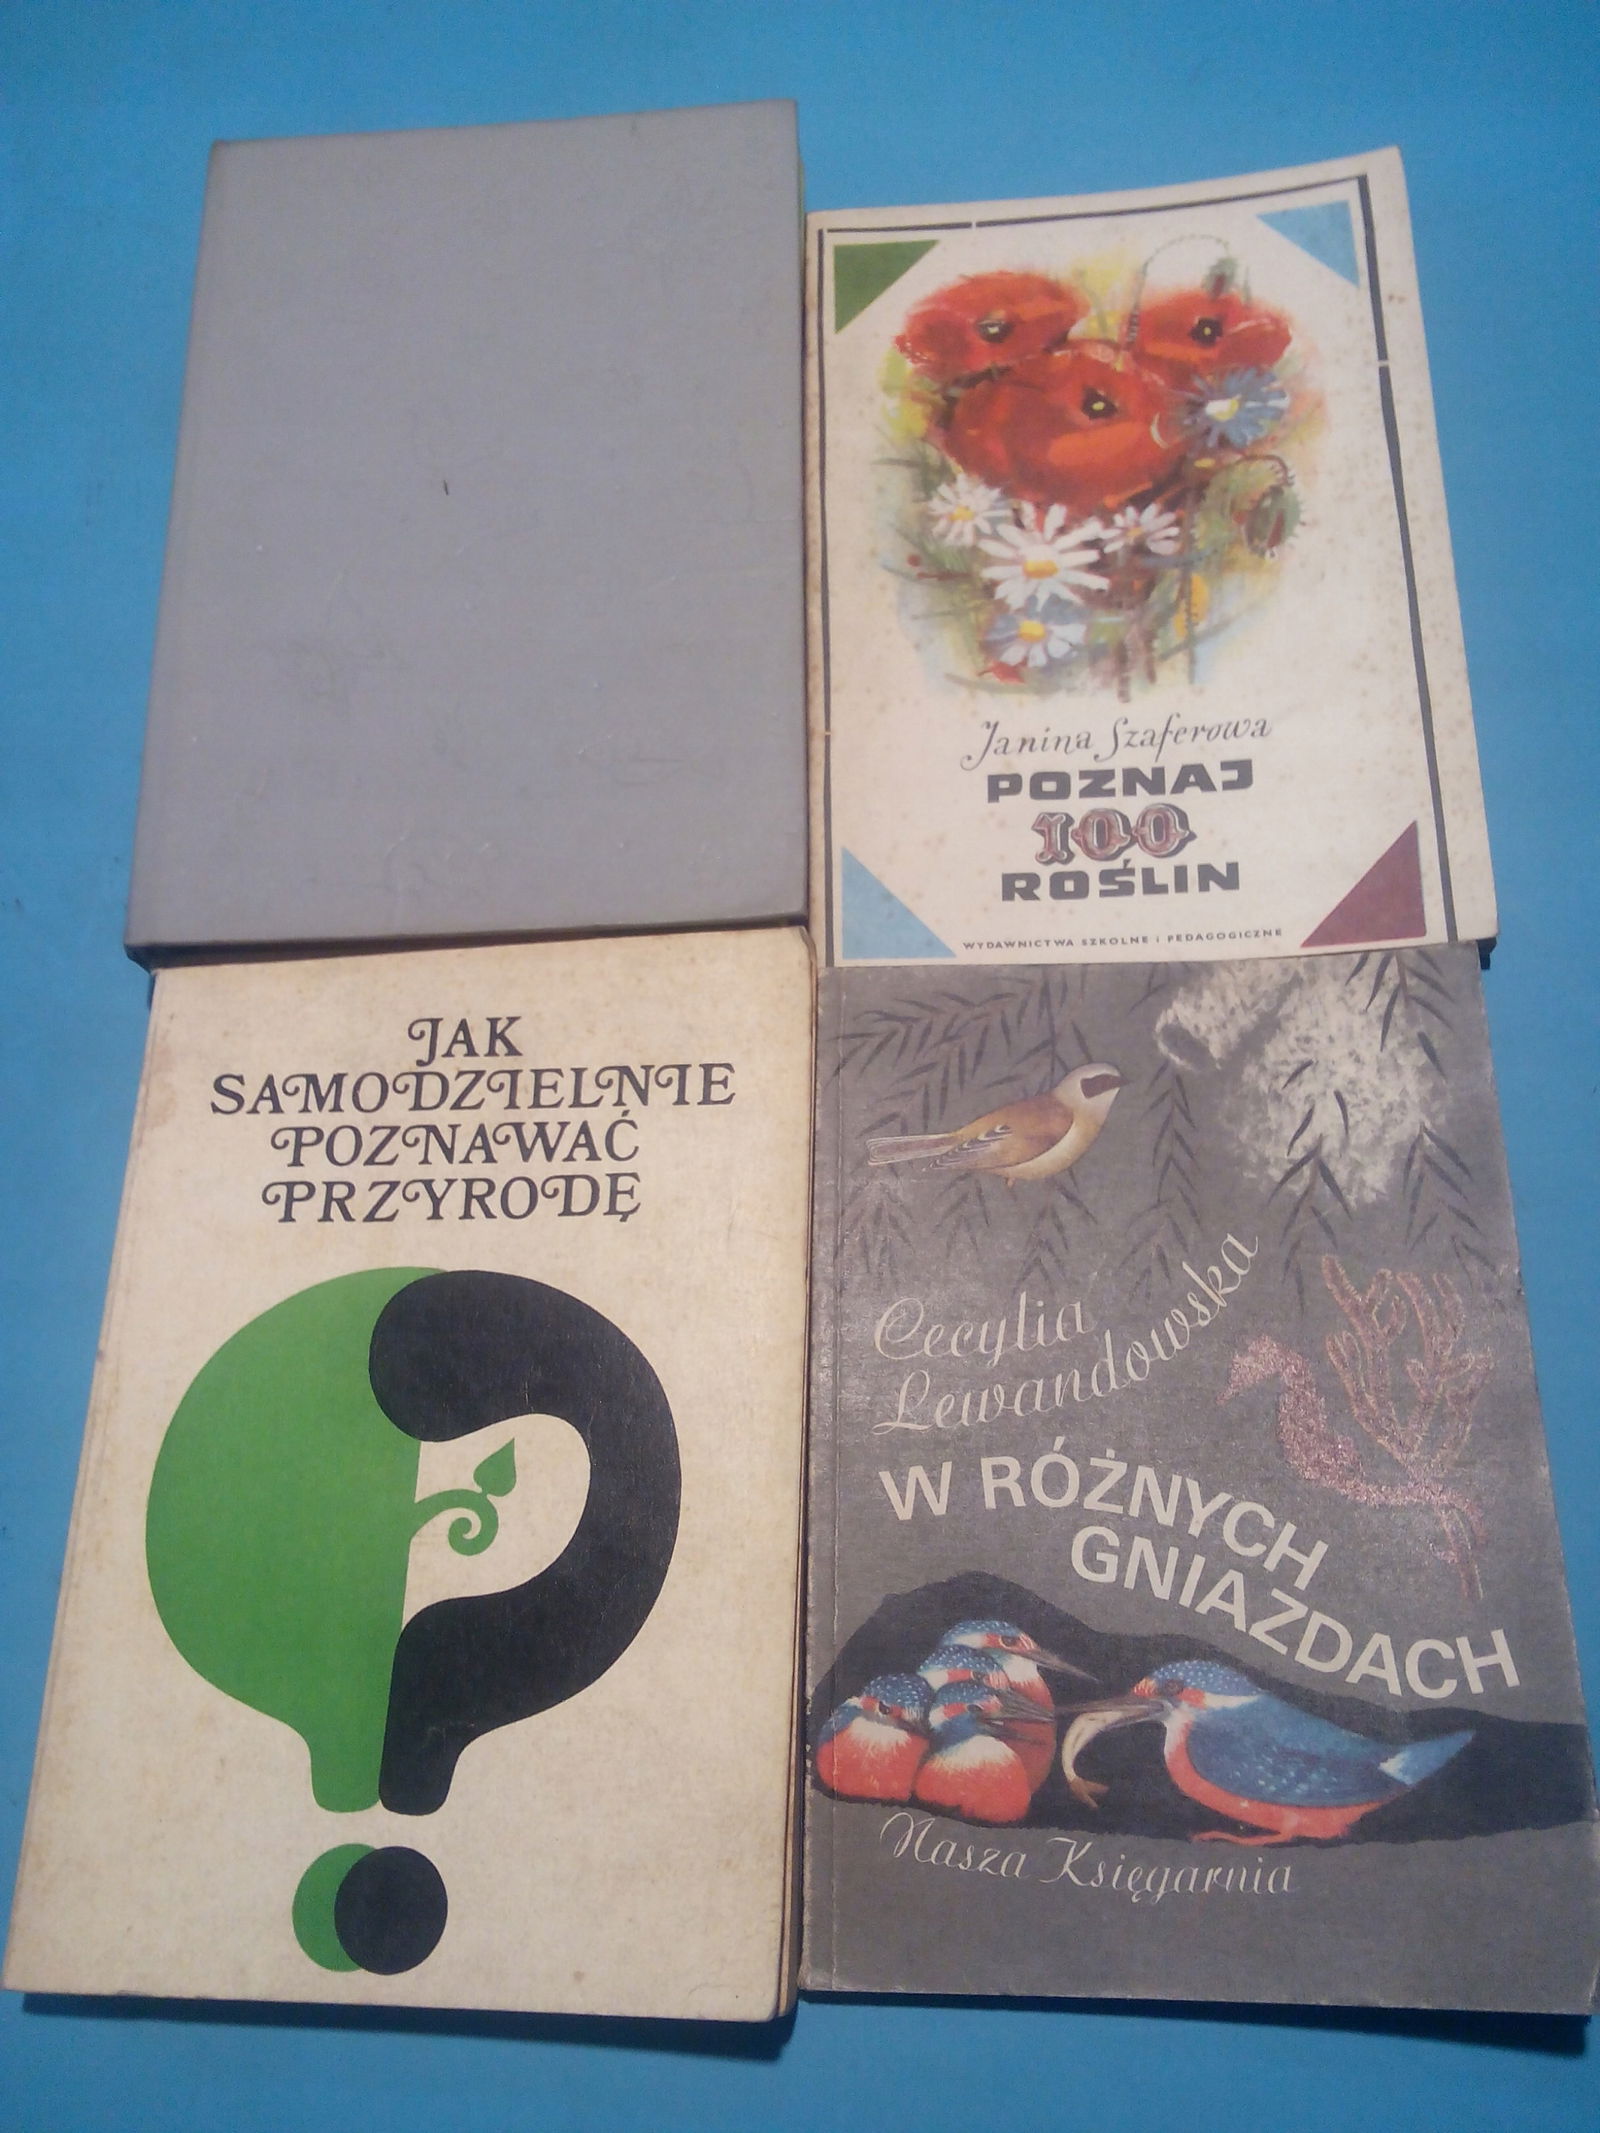 Janina Szaferowa
POZNAJ
100
ROŚLIN
WYDAWNICTWA SZKOLNE i PEDAGOGICZNE
JAK
SAMODZIELNIE
POZNAWAĆ
PRZYRODĘ
Cecylia
Lewandowska
W RÓŻNYCH
GNIAZDACH
Nasza Księgarnia